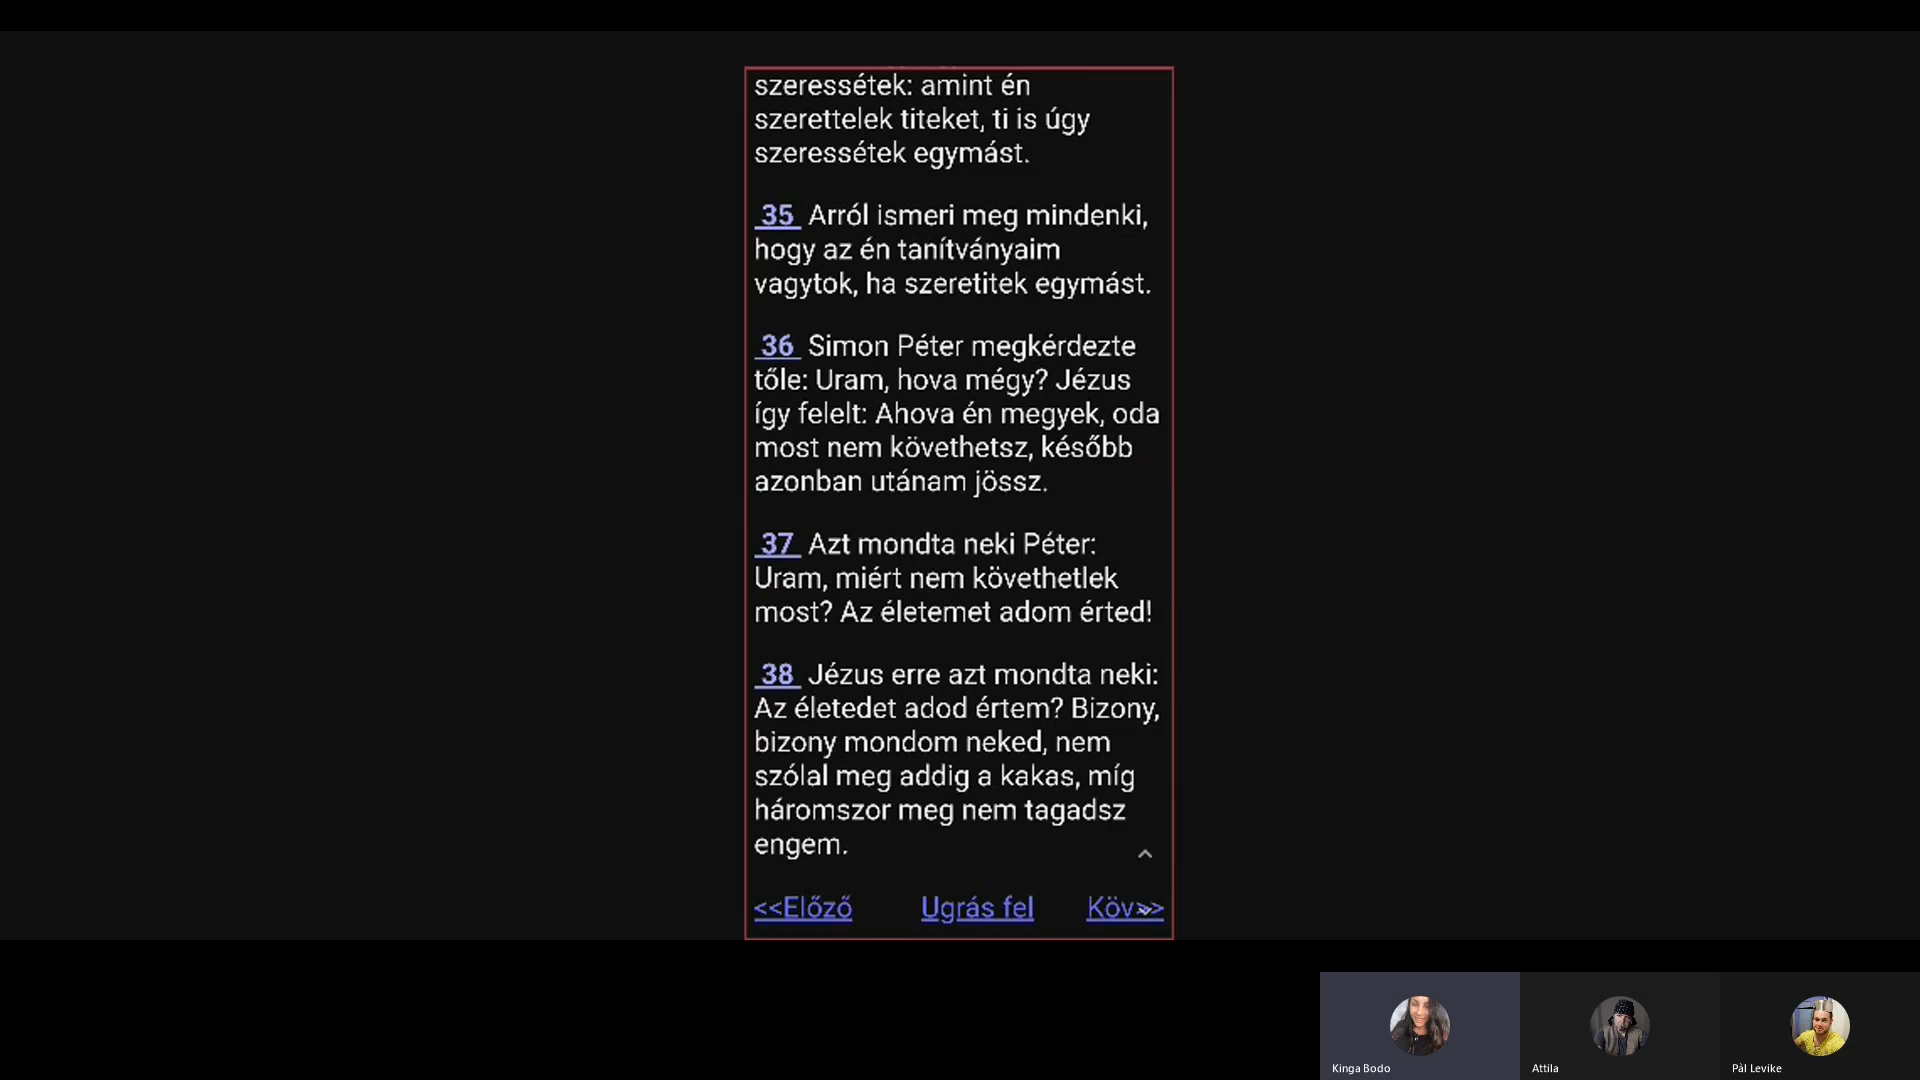 szeressétek: amint én
szerettelek titeket, ti is úgy
szeressétek egymást.
35 Arról ismeri meg mindenki,
hogy az én tanítványaim
vagytok, ha szeretitek egymást.
36 Simon Péter megkérdezte
tőle: Uram, hova mégy? Jézus
így felelt: Ahova én megyek, oda
most nem követhetsz, később
azonban utánam jössz.
37 Azt mondta neki Péter:
Uram, miért nem követhetlek
most? Az életemet adom érted!
38 Jézus erre azt mondta neki:
Az életedet adod értem? Bizony,
bizony mondom neked, nem
szólal meg addig a kakas, míg
háromszor meg nem tagadsz
engem.
<<Előző Ugrás fel Köv>>
Kinga Bodo Attila Pàl Levike